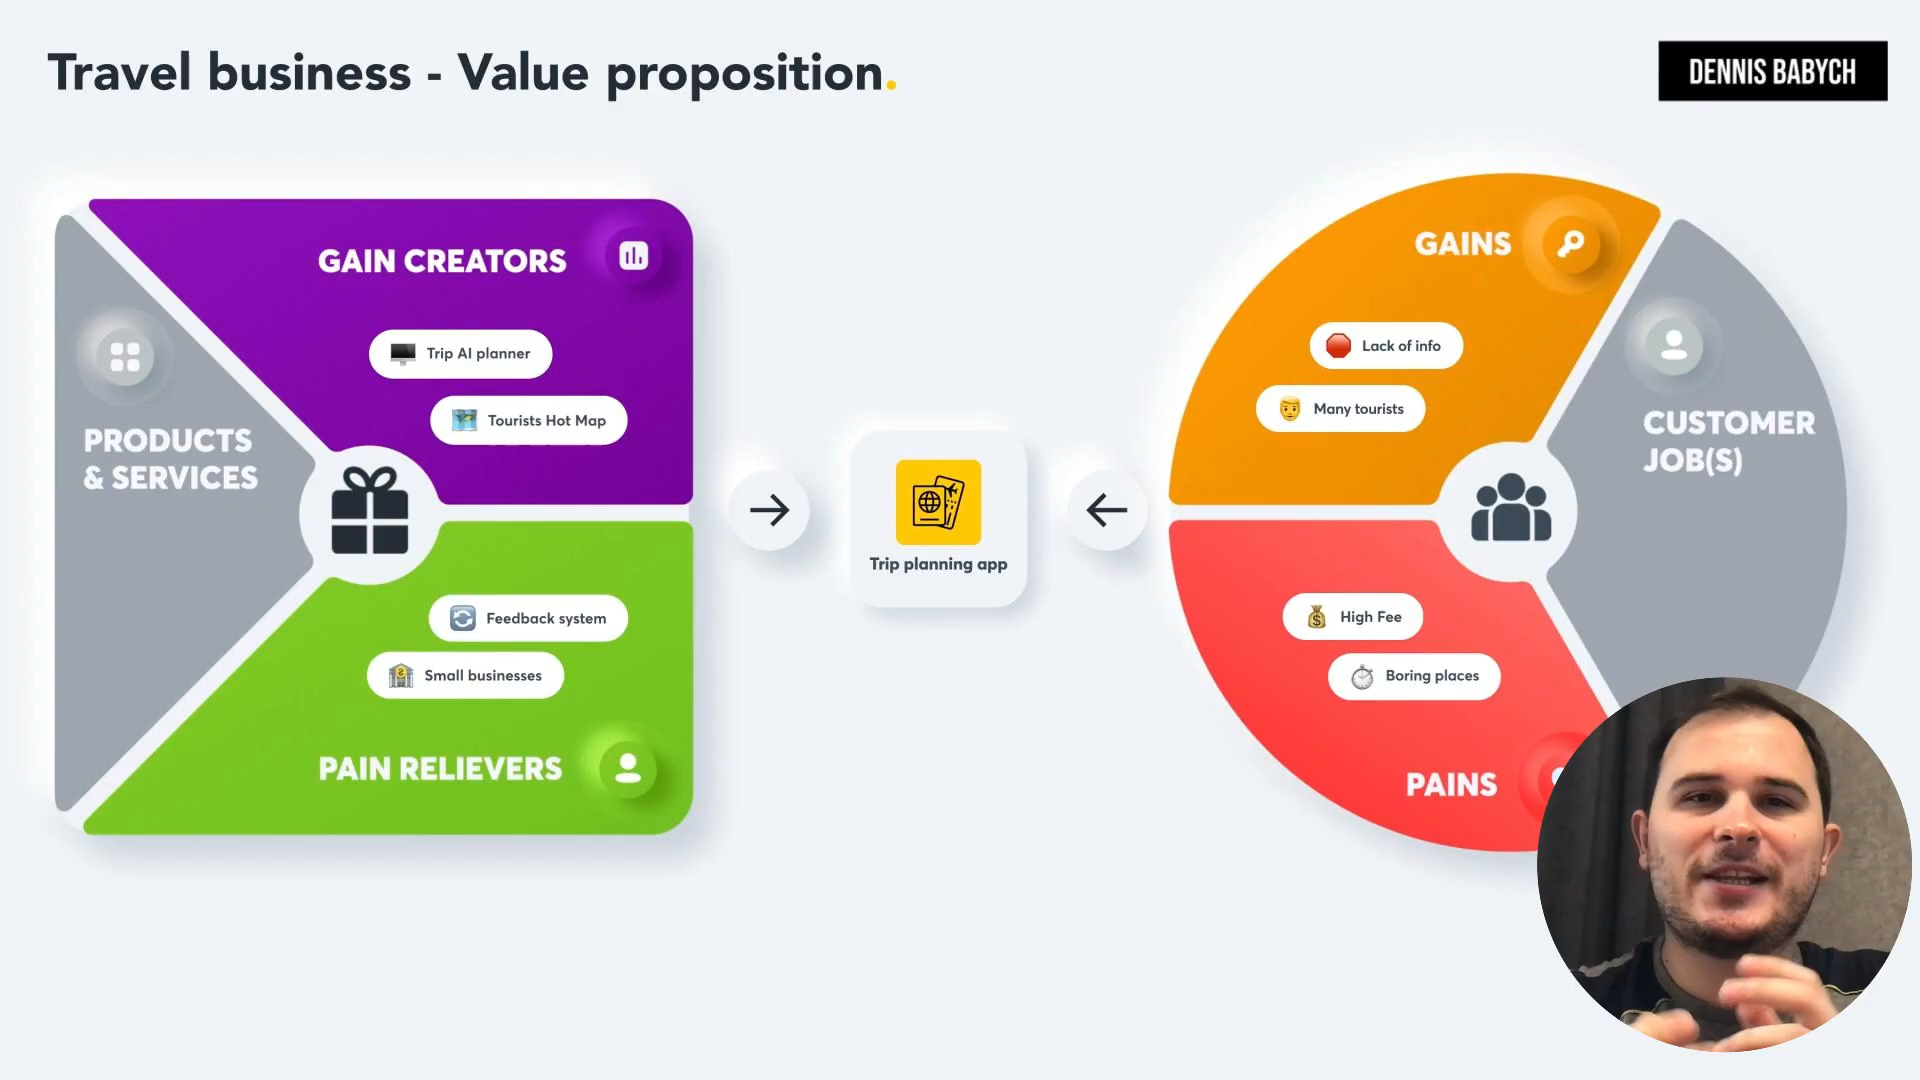 Travel business - Value proposition.
DENNIS BABYCH
GAIN CREATORS
Trip AI planner
Tourists Hot Map
PRODUCTS
& SERVICES
Feedback system
Small businesses
PAIN RELIEVERS
Trip planning app
GAINS
Lack of info
Many tourists
CUSTOMER
JOB(S)
High Fee
Boring places
PAINS